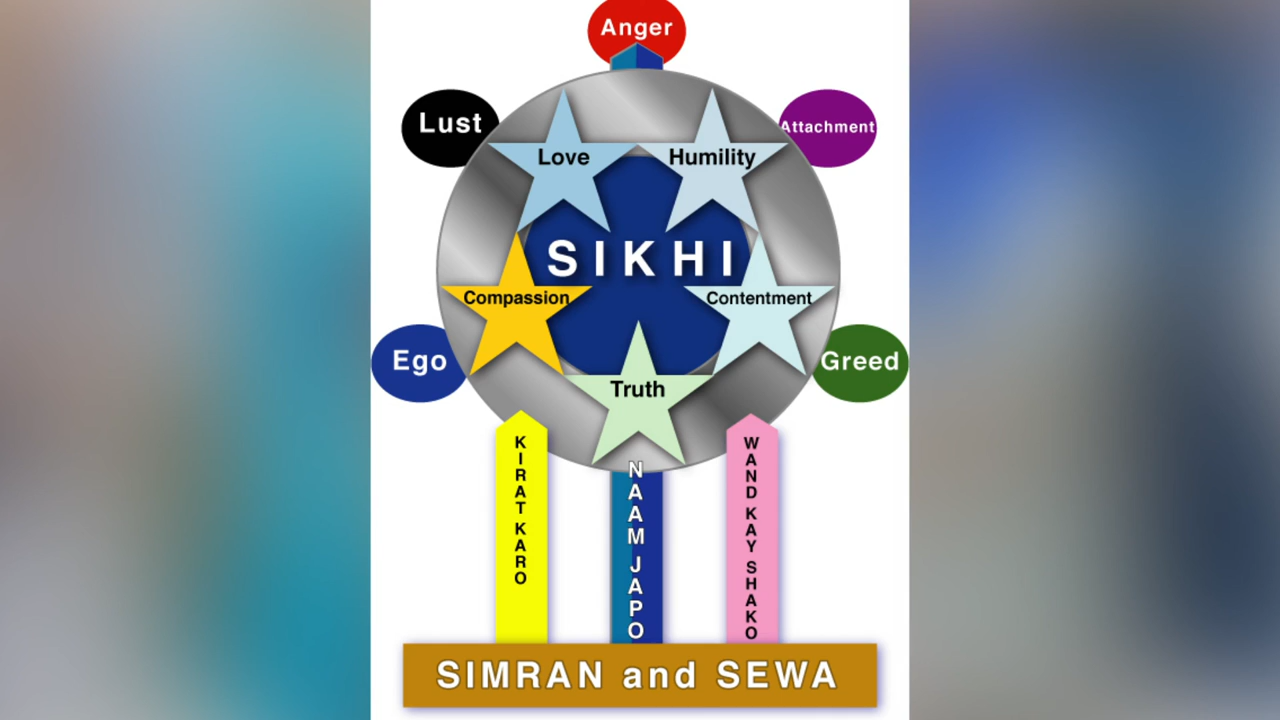 Anger
Lust
Attachment
Love
Humility
SIKHI
Compassion
Contentment
Ego
Greed
Truth
KIRAT KARO
NAAM JAPO
WAND KAY SHAKO
SIMRAN and SEWA